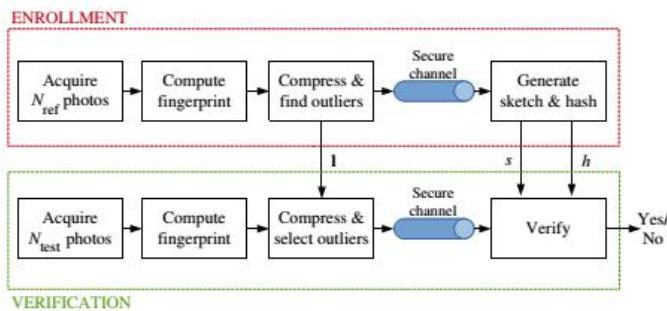 ENROLLMENT
Acquire
N_ref photos
Compute
fingerprint
Compress &
find outliers
Secure
channel
Generate
sketch & hash
l
s
h
Acquire
N_test photos
Compute
fingerprint
Compress &
select outliers
Secure
channel
Verify
Yes/
No
VERIFICATION